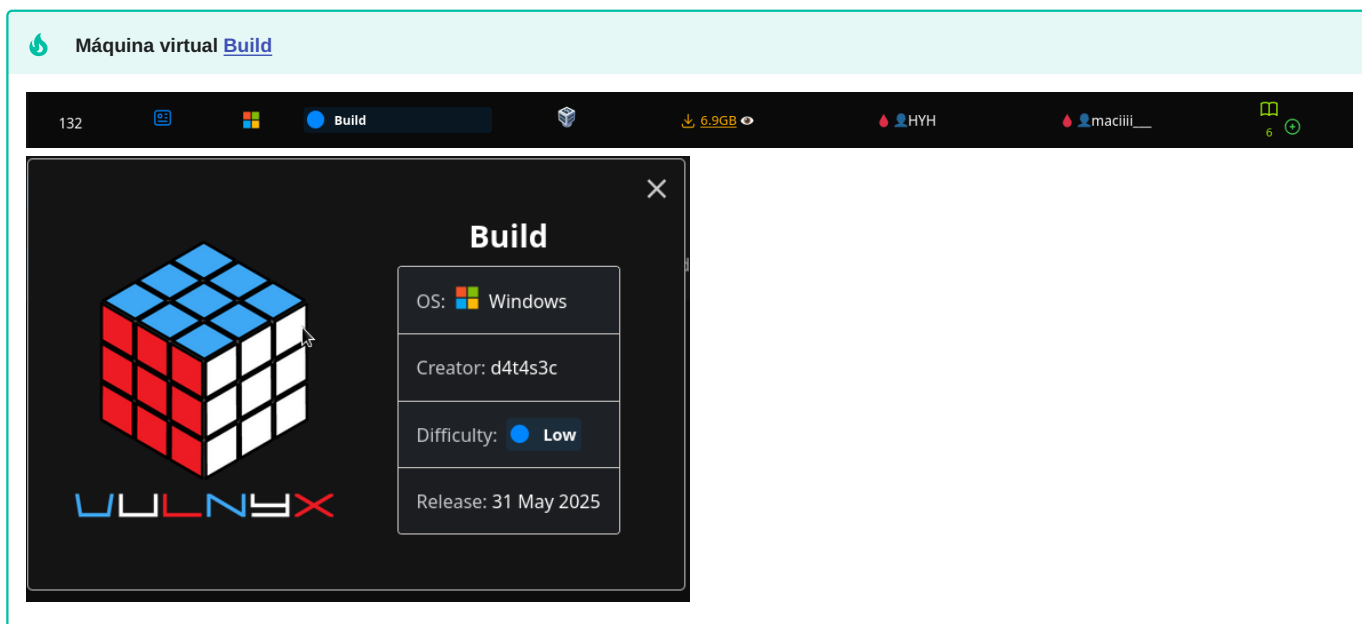 Máquina virtual Build
132 Build 6.9GB HYH maciiii___ 6
Build
OS: Windows
Creator: d4t4s3c
Difficulty: Low
Release: 31 May 2025
VULNYX